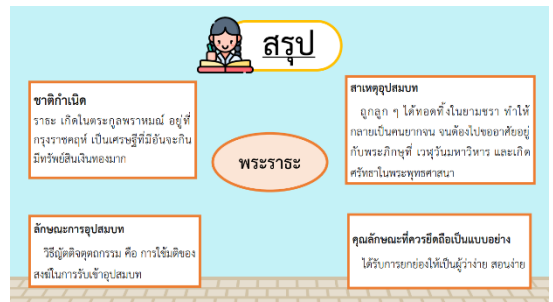 สรุป
ชาติกำเนิด
ราธะ เกิดในตระกูลพราหมณ์ อยู่ที่
กรุงราชคฤห์ เป็นเศรษฐีที่มีอันจะกิน
มีทรัพย์สินเงินทองมาก
สาเหตุอุปสมบท
ถูกลูก ๆ ได้ทอดทิ้งในยามชรา ทำให้
กลายเป็นคนยากจน จนต้องไปขออาศัยอยู่
กับพระภิกษุที่ เวฬุวันมหาวิหาร และเกิด
ศรัทธาในพระพุทธศาสนา
พระราธะ
ลักษณะการอุปสมบท
วิธีญัตติจตุตถกรรม คือ การใช้มติของ
สงฆ์ในการรับเข้าอุปสมบท
คุณลักษณะที่ควรยึดถือเป็นแบบอย่าง
ได้รับการยกย่องให้เป็นผู้ว่าง่าย สอนง่าย